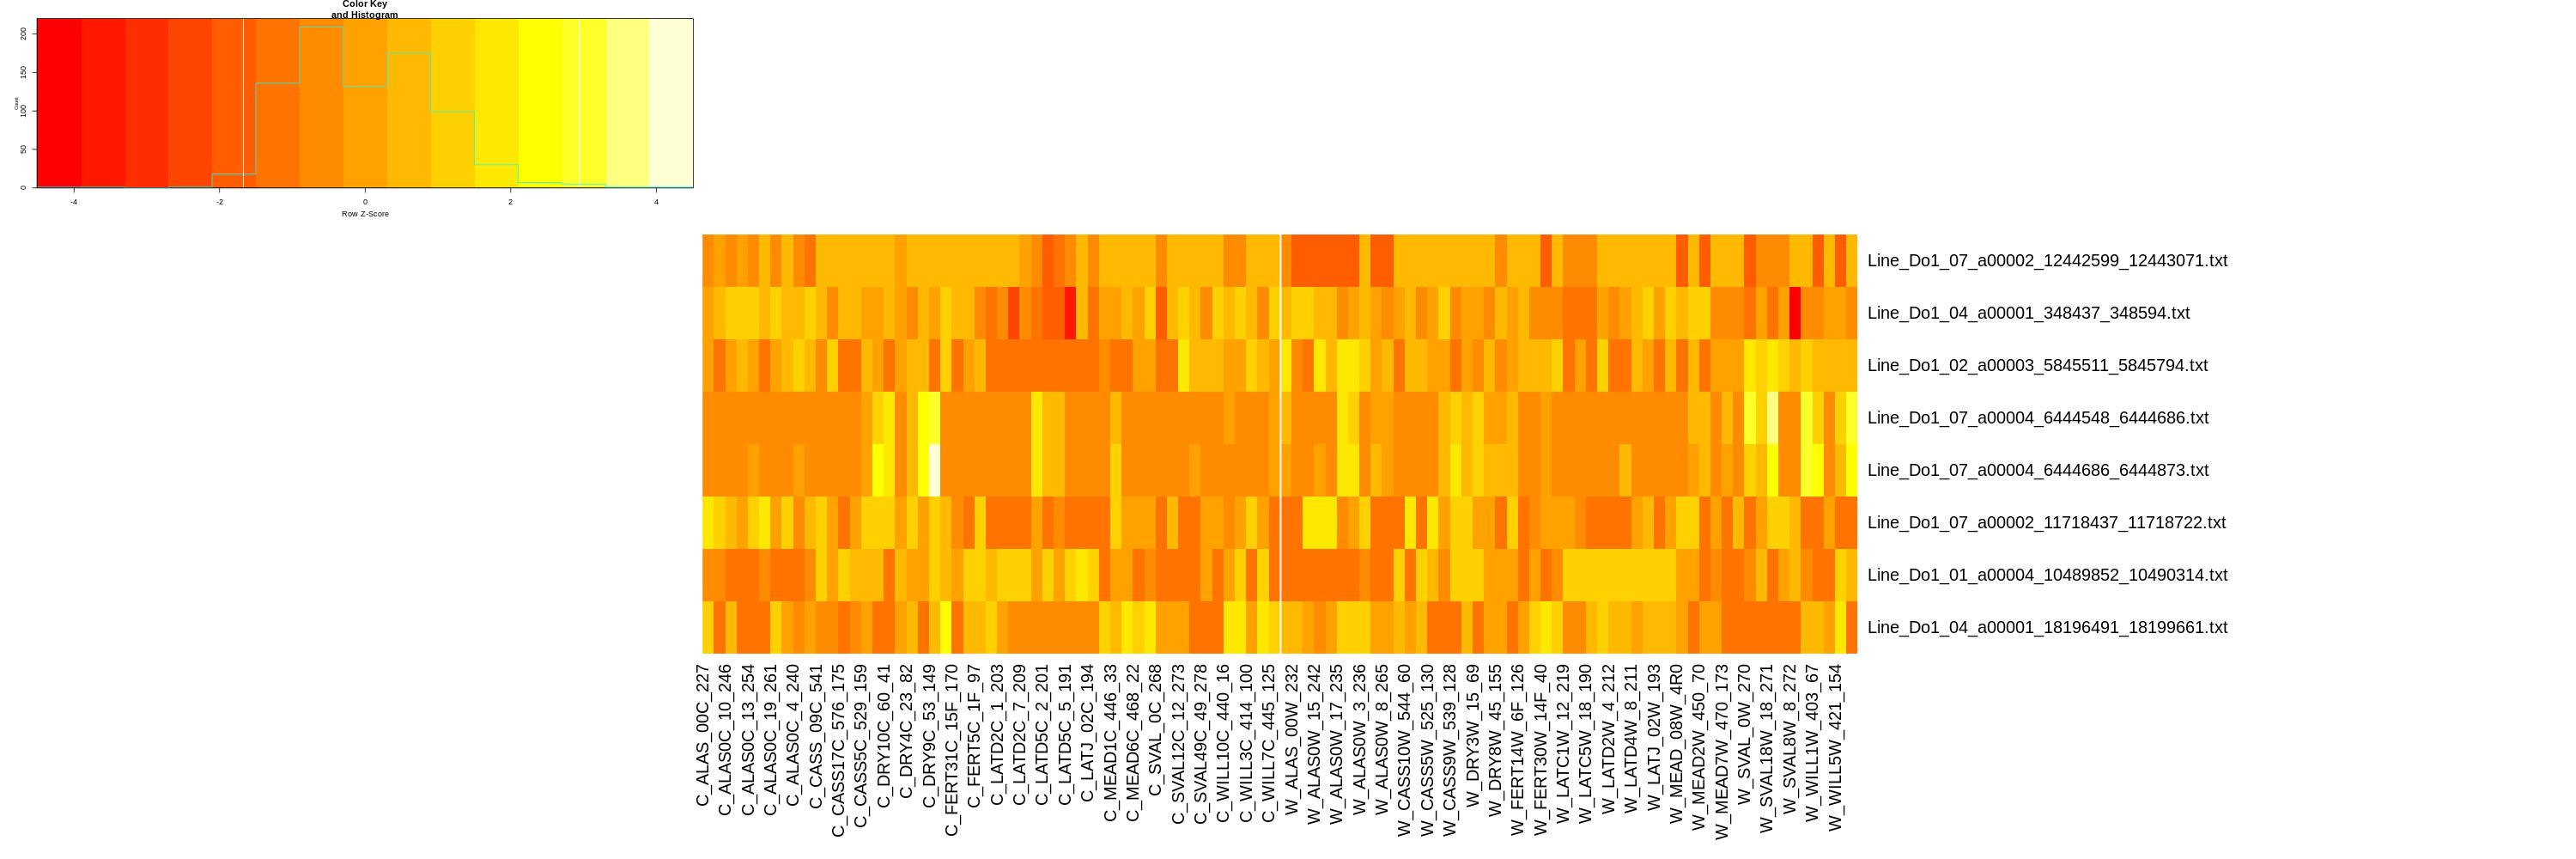 Color Key
and Histogram
Count
0
50
100
150
200
-4
-2
0
2
4
Row Z-Score
Line_Do1_07_a00002_12442599_12443071.txt
Line_Do1_04_a00001_348437_348594.txt
Line_Do1_02_a00003_5845511_5845794.txt
Line_Do1_07_a00004_6444548_6444686.txt
Line_Do1_07_a00004_6444686_6444873.txt
Line_Do1_07_a00002_11718437_11718722.txt
Line_Do1_01_a00004_10489852_10490314.txt
Line_Do1_04_a00001_18196491_18199661.txt
C_ALAS_00C_227
C_ALAS0C_10_246
C_ALAS0C_13_254
C_ALAS0C_19_261
C_ALAS0C_4_240
C_CASS_09C_541
C_CASS17C_576_175
C_CASS5C_529_159
C_DRY10C_60_41
C_DRY4C_23_82
C_DRY9C_53_149
C_FERT31C_15F_170
C_FERT5C_1F_97
C_LATD2C_1_203
C_LATD2C_7_209
C_LATD5C_2_201
C_LATD5C_5_191
C_LATJ_02C_194
C_MEAD1C_446_33
C_MEAD6C_468_22
C_SVAL_0C_268
C_SVAL12C_12_273
C_SVAL49C_49_278
C_WILL10C_440_16
C_WILL3C_414_100
C_WILL7C_445_125
W_ALAS_00W_232
W_ALAS0W_15_242
W_ALAS0W_17_235
W_ALAS0W_3_236
W_ALAS0W_8_265
W_CASS10W_544_60
W_CASS5W_525_130
W_CASS9W_539_128
W_DRY3W_15_69
W_DRY8W_45_155
W_FERT14W_6F_126
W_FERT30W_14F_40
W_LATC1W_12_219
W_LATC5W_18_190
W_LATD2W_4_212
W_LATD4W_8_211
W_LATJ_02W_193
W_MEAD_08W_4R0
W_MEAD2W_450_70
W_MEAD7W_470_173
W_SVAL_0W_270
W_SVAL18W_18_271
W_SVAL8W_8_272
W_WILL1W_403_67
W_WILL5W_421_154